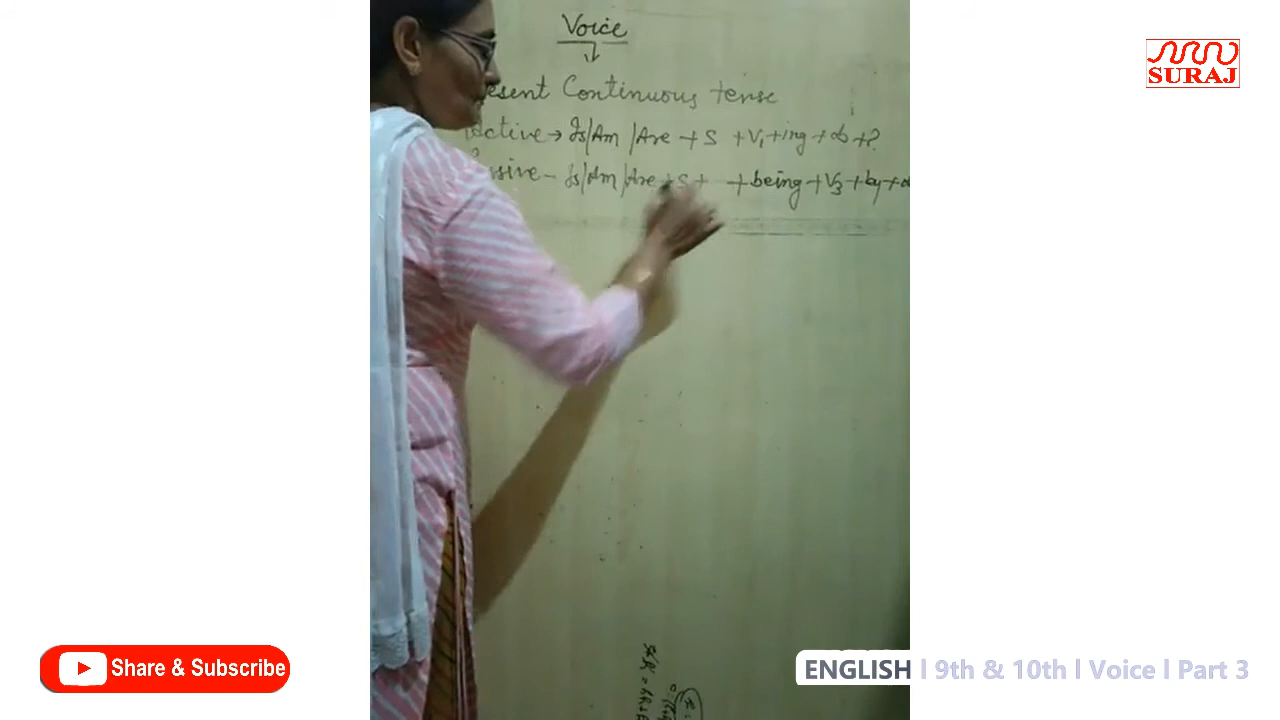 Voice
SURAJ
esent Continuous tense
Active → Is/Am/Are + S + V1 + ing + o + ?
ssive – Is/Am/Are + S + + being + V3 + by + o
Share & Subscribe
ENGLISH l 9th & 10th l Voice l Part 3